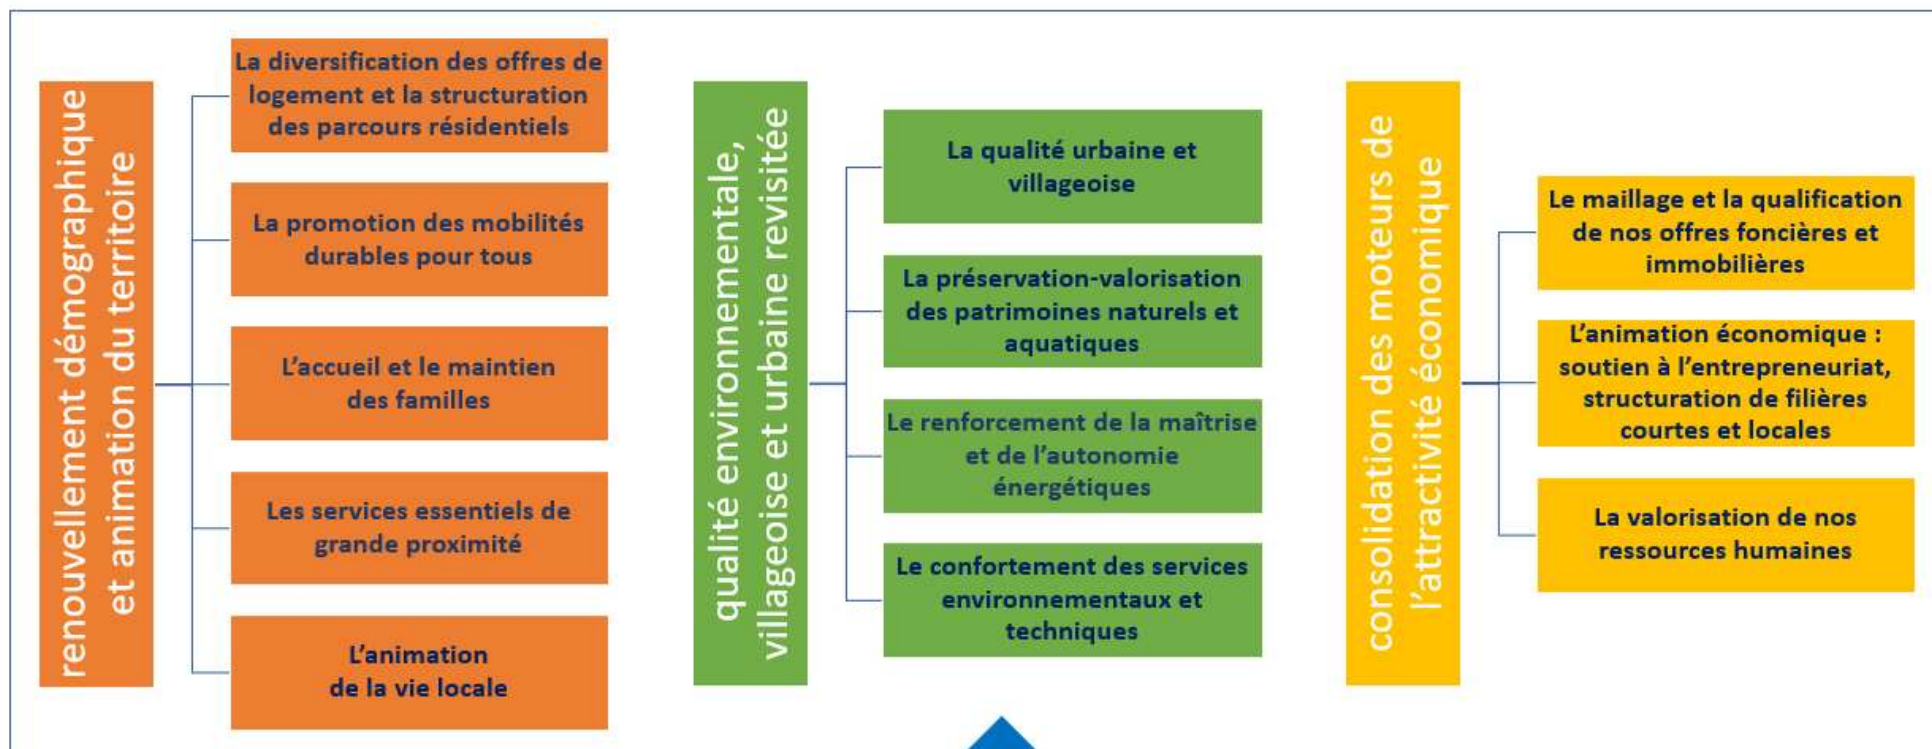 renouvellement démographique
et animation du territoire
La diversification des offres de
logement et la structuration
des parcours résidentiels
La promotion des mobilités
durables pour tous
L'accueil et le maintien
des familles
Les services essentiels de
grande proximité
L'animation
de la vie locale
qualité environnementale,
villageoise et urbaine revisitée
La qualité urbaine et
villageoise
La préservation-valorisation
des patrimoines naturels et
aquatiques
Le renforcement de la maîtrise
et de l'autonomie
énergétiques
Le confortement des services
environnementaux et
techniques
consolidation des moteurs de
l'attractivité économique
Le maillage et la qualification
de nos offres foncières et
immobilières
L'animation économique :
soutien à l'entrepreneuriat,
structuration de filières
courtes et locales
La valorisation de nos
ressources humaines